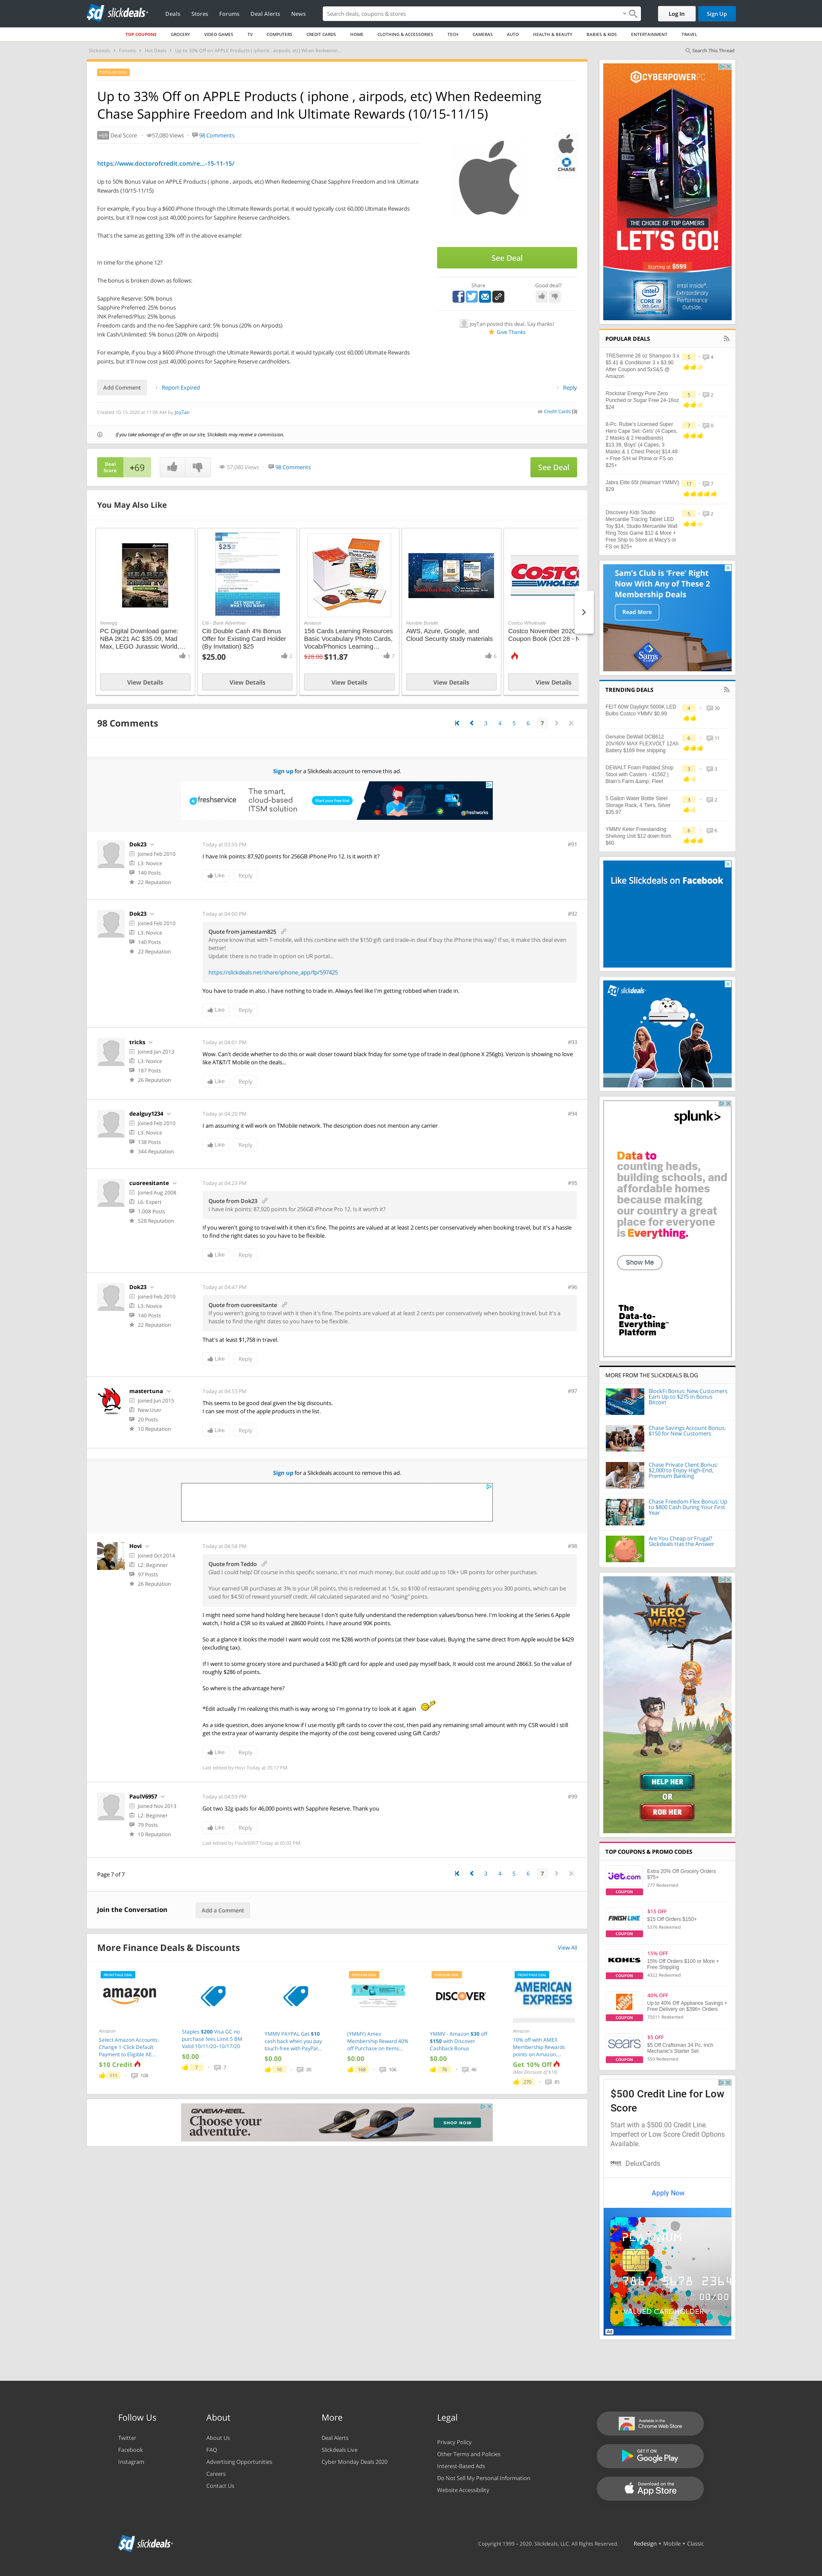 slickdeals
Deals
Stores
Forums
Deal Alerts
News
Search deals, coupons & stores
Log In
Sign Up
TOP COUPONS
GROCERY
VIDEO GAMES
TV
COMPUTERS
CREDIT CARDS
HOME
CLOTHING & ACCESSORIES
TECH
CAMERAS
AUTO
HEALTH & BEAUTY
BABIES & KIDS
ENTERTAINMENT
TRAVEL
Slickdeals › Forums › Hot Deals › Up to 33% Off on APPLE Products ( iphone , airpods, etc) When Redeemin...
Search This Thread
POPULAR DEAL
Up to 33% Off on APPLE Products ( iphone , airpods, etc) When Redeeming
Chase Sapphire Freedom and Ink Ultimate Rewards (10/15-11/15)
+69 Deal Score
57,080 Views
98 Comments
https://www.doctorofcredit.com/re...-15-11-15/
Up to 50% Bonus Value on APPLE Products ( iphone , airpods, etc) When Redeeming Chase Sapphire Freedom and Ink Ultimate
Rewards (10/15-11/15)
For example, if you buy a $600 iPhone through the Ultimate Rewards portal, it would typically cost 60,000 Ultimate Rewards
points, but it'll now cost just 40,000 points for Sapphire Reserve cardholders.
That's the same as getting 33% off in the above example!
In time for the iphone 12?
The bonus is broken down as follows:
Sapphire Reserve: 50% bonus
Sapphire Preferred: 25% bonus
INK Preferred/Plus: 25% bonus
Freedom cards and the no-fee Sapphire card: 5% bonus (20% on Airpods)
Ink Cash/Unlimited: 5% bonus (20% on Airpods)
For example, if you buy a $600 iPhone through the Ultimate Rewards portal, it would typically cost 60,000 Ultimate Rewards
points, but it'll now cost just 40,000 points for Sapphire Reserve cardholders.
CHASE
See Deal
Share
Good deal?
JoyTan posted this deal. Say thanks!
Give Thanks
Add Comment
Report Expired
Reply
Created 10-15-2020 at 11:06 AM by JoyTan
in Credit Cards (3)
If you take advantage of an offer on our site, Slickdeals may receive a commission.
Deal
Score
+69
57,080 Views
98 Comments
See Deal
You May Also Like
Newegg
PC Digital Download game:
NBA 2K21 AC $35.09, Mad
Max, LEGO Jurassic World,...
View Details
$25
Citi - Bank Advertiser
Citi Double Cash 4% Bonus
Offer for Existing Card Holder
(By Invitation) $25
$25.00
2
View Details
Photo Cards
Amazon
156 Cards Learning Resources
Basic Vocabulary Photo Cards,
Vocab/Phonics Learning...
$28.00 $11.87
7
View Details
Humble Bundle
AWS, Azure, Google, and
Cloud Security study materials
6
View Details
COSTCO
WHOLESALE
Costco Wholesale
Costco November 2020
Coupon Book (Oct 28 - N
View Details
98 Comments
3 4 5 6 7
Sign up for a Slickdeals account to remove this ad.
freshservice
The smart,
cloud-based
ITSM solution
Start your free trial
freshworks
Dok23
Joined Feb 2010
L3: Novice
140 Posts
22 Reputation
Today at 03:55 PM
#91
I have Ink points: 87,920 points for 256GB iPhone Pro 12. Is it worth it?
Like
Reply
Dok23
Joined Feb 2010
L3: Novice
140 Posts
22 Reputation
Today at 04:00 PM
#92
Quote from jamestam825
Anyone know that with T-mobile, will this combine with the $150 gift card trade-in deal if buy the iPhone this way? If so, it make this deal even
better!
Update: there is no trade in option on UR portal...
https://slickdeals.net/share/iphone_app/fp/597425
You have to trade in also. I have nothing to trade in. Always feel like I'm getting robbed when trade in.
Like
Reply
tricks
Joined Jan 2013
L3: Novice
187 Posts
26 Reputation
Today at 04:01 PM
#93
Wow. Can't decide whether to do this or wait closer toward black friday for some type of trade in deal (iphone X 256gb). Verizon is showing no love
like AT&T/T Mobile on the deals...
Like
Reply
dealguy1234
Joined Feb 2010
L3: Novice
138 Posts
344 Reputation
Today at 04:20 PM
#94
I am assuming it will work on TMobile network. The description does not mention any carrier
Like
Reply
cuoreesitante
Joined Aug 2008
L6: Expert
1,008 Posts
528 Reputation
Today at 04:23 PM
#95
Quote from Dok23
I have Ink points: 87,920 points for 256GB iPhone Pro 12. Is it worth it?
If you weren't going to travel with it then it's fine. The points are valued at at least 2 cents per conservatively when booking travel, but it's a hassle
to find the right dates so you have to be flexible.
Like
Reply
Dok23
Joined Feb 2010
L3: Novice
140 Posts
22 Reputation
Today at 04:47 PM
#96
Quote from cuoreesitante
If you weren't going to travel with it then it's fine. The points are valued at at least 2 cents per conservatively when booking travel, but it's a
hassle to find the right dates so you have to be flexible.
That's at least $1,758 in travel.
Like
Reply
mastertuna
Joined Jun 2015
New User
20 Posts
10 Reputation
Today at 04:53 PM
#97
This seems to be good deal given the big discounts.
I can see most of the apple products I in the list.
Like
Reply
Sign up for a Slickdeals account to remove this ad.
Hovi
Joined Oct 2014
L2: Beginner
97 Posts
26 Reputation
Today at 04:58 PM
#98
Quote from Teddo
Glad I could help! Of course in this specific scenario, it's not much money, but could add up to 10k+ UR points for other purchases.
Your earned UR purchases at 3% is your UR points, this is redeemed at 1.5x, so $100 of restaurant spending gets you 300 points, which can be
used for $4.50 of reward yourself credit. All calculated separated and no "losing" points.
I might need some hand holding here because I don't quite fully understand the redemption values/bonus here. I'm looking at the Series 6 Apple
watch, I hold a CSR so its valued at 28600 Points. I have around 90K points.
So at a glance it looks the model I want would cost me $286 worth of points (at their base value). Buying the same direct from Apple would be $429
(excluding tax).
If I went to some grocery store and purchased a $430 gift card for apple and used pay myself back, It would cost me around 28663. So the value of
roughly $286 of points.
So where is the advantage here?
*Edit actually I'm realizing this math is way wrong so I'm gonna try to look at it again
As a side question, does anyone know if I use mostly gift cards to cover the cost, then paid any remaining small amount with my CSR would I still
get the extra year of warranty despite the majority of the cost being covered using Gift Cards?
Like
Reply
Last edited by Hovi Today at 05:17 PM.
PaulV6957
Joined Nov 2013
L2: Beginner
79 Posts
10 Reputation
Today at 04:59 PM
#99
Got two 32g ipads for 46,000 points with Sapphire Reserve. Thank you
Like
Reply
Last edited by PaulV6957 Today at 05:02 PM.
Page 7 of 7
3 4 5 6 7
Join the Conversation
Add a Comment
More Finance Deals & Discounts
View All
FRONTPAGE DEAL
amazon
Amazon
Select Amazon Accounts:
Change 1-Click Default
Payment to Eligible AE...
$10 Credit
111
108
Staples $200 Visa GC no
purchase fees Limit 5 BM
Valid 10/11/20–10/17/20
$0.00
7
7
YMMV PAYPAL Get $10
cash back when you pay
touch-free with PayPal...
$0.00
10
30
POPULAR DEAL
(YMMV) Amex
Membership Reward 40%
off Purchase on Items...
$0.00
106
POPULAR DEAL
DISCOVER
YMMV - Amazon $30 off
$150 with Discover
Cashback Bonus
$0.00
76
46
FRONTPAGE DEAL
AMERICAN
EXPRESS
Amazon
10% off with AMEX
Membership Rewards
points on Amazon...
Get 10% Off
(Max Discount of $10)
270
85
ONEWHEEL
Choose your
adventure.
SHOP NOW
CYBERPOWERPC
THE CHOICE OF TOP GAMERS
LET'S GO!
Starting at $599
intel
CORE i9
Intel Inside®.
Extraordinary
Performance
Outside.
POPULAR DEALS
TRESemmé 28 oz Shampoo 3 x
$5.41 & Conditioner 3 x $3.90
After Coupon and 5xS&S @
Amazon
4
Rockstar Energy Pure Zero
Punched or Sugar Free 24-16oz
$24
5
2
8-Pc. Rubie's Licensed Super
Hero Cape Set: Girls' (4 Capes,
2 Masks & 2 Headbands)
$13.39, Boys' (4 Capes, 3
Masks & 1 Chest Piece) $14.49
+ Free S/H w/ Prime or FS on
$25+
7
0
Jabra Elite 65t (Walmart YMMV)
$29
17
7
Discovery Kids Studio
Mercantile Tracing Tablet LED
Toy $14, Studio Mercantile Wall
Ring Toss Game $12 & More +
Free Ship to Store at Macy's or
FS on $25+
5
2
Sam's Club is 'Free' Right
Now With Any of These 2
Membership Deals
Read More
Sam's
TRENDING DEALS
FEIT 60W Daylight 5000K LED
Bulbs Costco YMMV $0.99
4
30
Genuine DeWalt DCB612
20V/60V MAX FLEXVOLT 12Ah
Battery $169 free shipping
6
11
DEWALT Foam Padded Shop
Stool with Casters - 41562 |
Blain's Farm &amp; Fleet
3
3
5 Gallon Water Bottle Steel
Storage Rack, 4 Tiers, Silver
$35.97
3
2
YMMV Keter Freestanding
Shelving Unit $12 down from
$60
6
6
Like Slickdeals on Facebook
slickdeals
splunk>
Data to
counting heads,
building schools,
and affordable
homes because
making our
country a great
place for everyone
is everything
Show Me
The
Data-to-
Everything™
Platform
MORE FROM THE SLICKDEALS BLOG
BlockFi Bonus: New Customers
Earn Up to $275 in Bonus
Bitcoin
Chase Savings Account Bonus:
$150 for New Customers
Chase Private Client Bonus:
$2,000 to Enjoy High-End,
Premium Banking
Chase Freedom Flex Bonus: Up
to $800 Cash During Your First
Year
Are You Cheap or Frugal?
Slickdeals Has the Answer
HERO
WARS
HELP HER
OR
ROB HER
TOP COUPONS & PROMO CODES
jet.com
COUPON
Extra 20% Off Grocery Orders
$75+
277 Redeemed
FINISH LINE
COUPON
$15 OFF
$15 Off Orders $150+
5376 Redeemed
KOHL'S
COUPON
15% OFF
15% Off Orders $100 or More +
Free Shipping
4322 Redeemed
COUPON
40% OFF
Up to 40% Off Appliance Savings +
Free Delivery on $396+ Orders
75011 Redeemed
sears
COUPON
$5 OFF
$5 Off Craftsman 34 Pc. Inch
Mechanic's Starter Set
550 Redeemed
$500 Credit Line for Low
Score
Start with a $500.00 Credit Line.
Imperfect or Low Score Credit Options
Available.
DeluxCards
Apply Now
PLATINUM
7867 5678 2364
00/00
VALUED CARDHOLDER
Ad
Follow Us
Twitter
Facebook
Instagram
About
About Us
FAQ
Advertising Opportunities
Careers
Contact Us
More
Deal Alerts
Slickdeals Live
Cyber Monday Deals 2020
Legal
Privacy Policy
Other Terms and Policies
Interest-Based Ads
Do Not Sell My Personal Information
Website Accessibility
Available in the
Chrome Web Store
GET IT ON
Google Play
Download on the
App Store
slickdeals
Copyright 1999 – 2020. Slickdeals, LLC. All Rights Reserved.
Redesign • Mobile • Classic